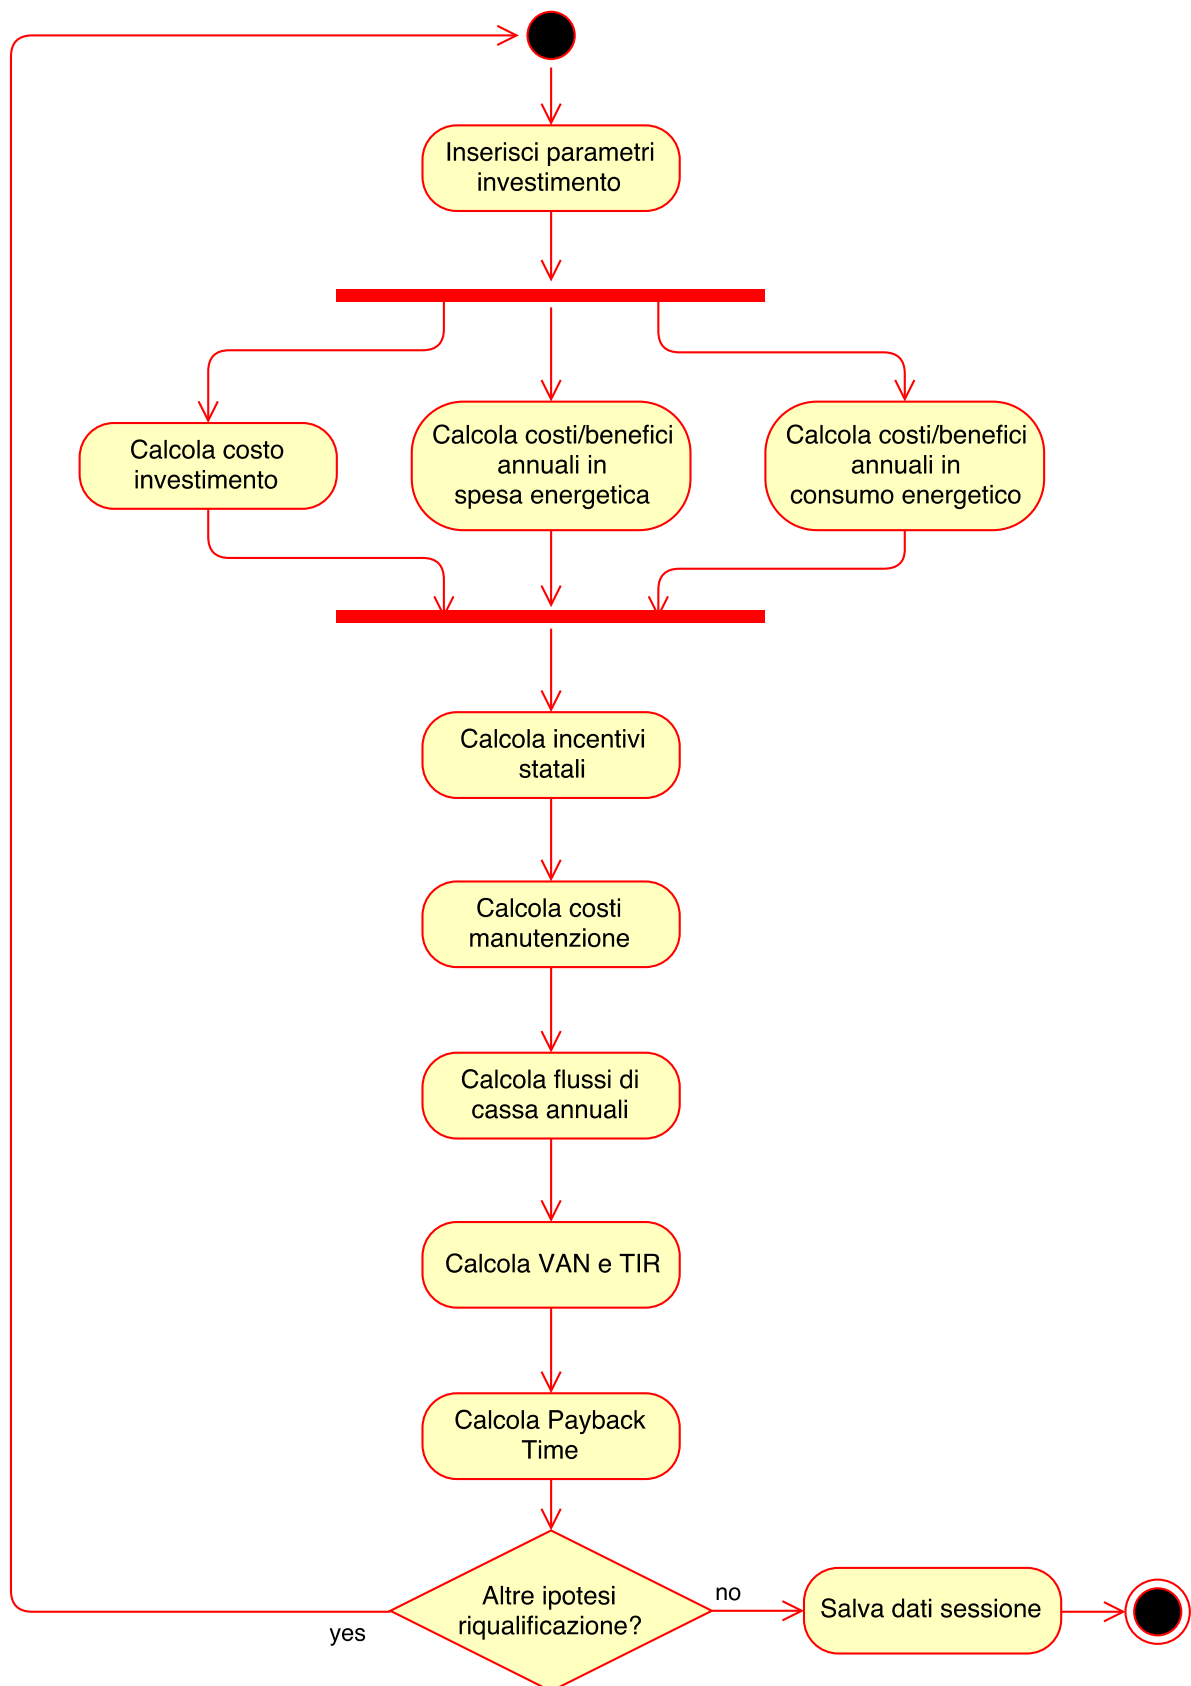 Inserisci parametri
investimento
Calcola costo
investimento
Calcola costi/benefici
annuali in
spesa energetica
Calcola costi/benefici
annuali in
consumo energetico
Calcola incentivi
statali
Calcola costi
manutenzione
Calcola flussi di
cassa annuali
Calcola VAN e TIR
Calcola Payback
Time
Altre ipotesi
riqualificazione?
yes
no
Salva dati sessione